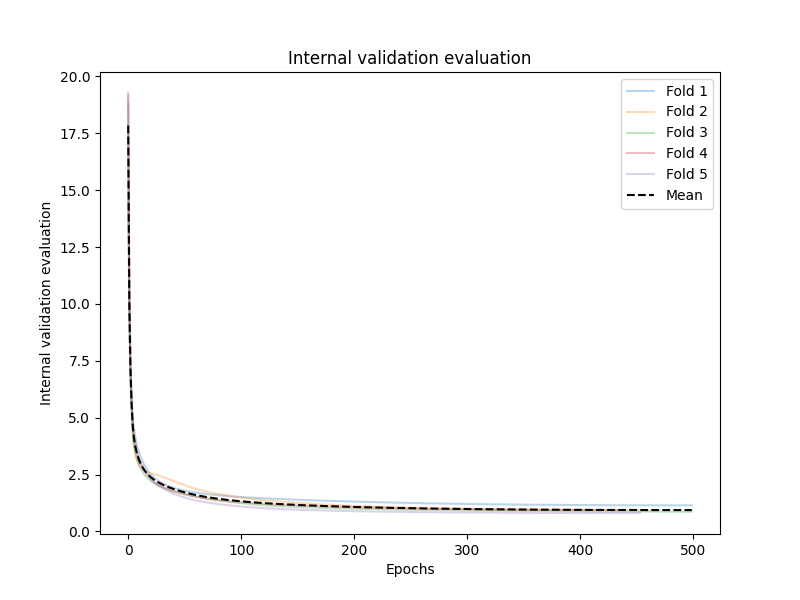 Internal validation evaluation
Internal validation evaluation
20.0
17.5
15.0
12.5
10.0
7.5
5.0
2.5
0.0
Fold 1
Fold 2
Fold 3
Fold 4
Fold 5
Mean
0 100 200 300 400 500
Epochs